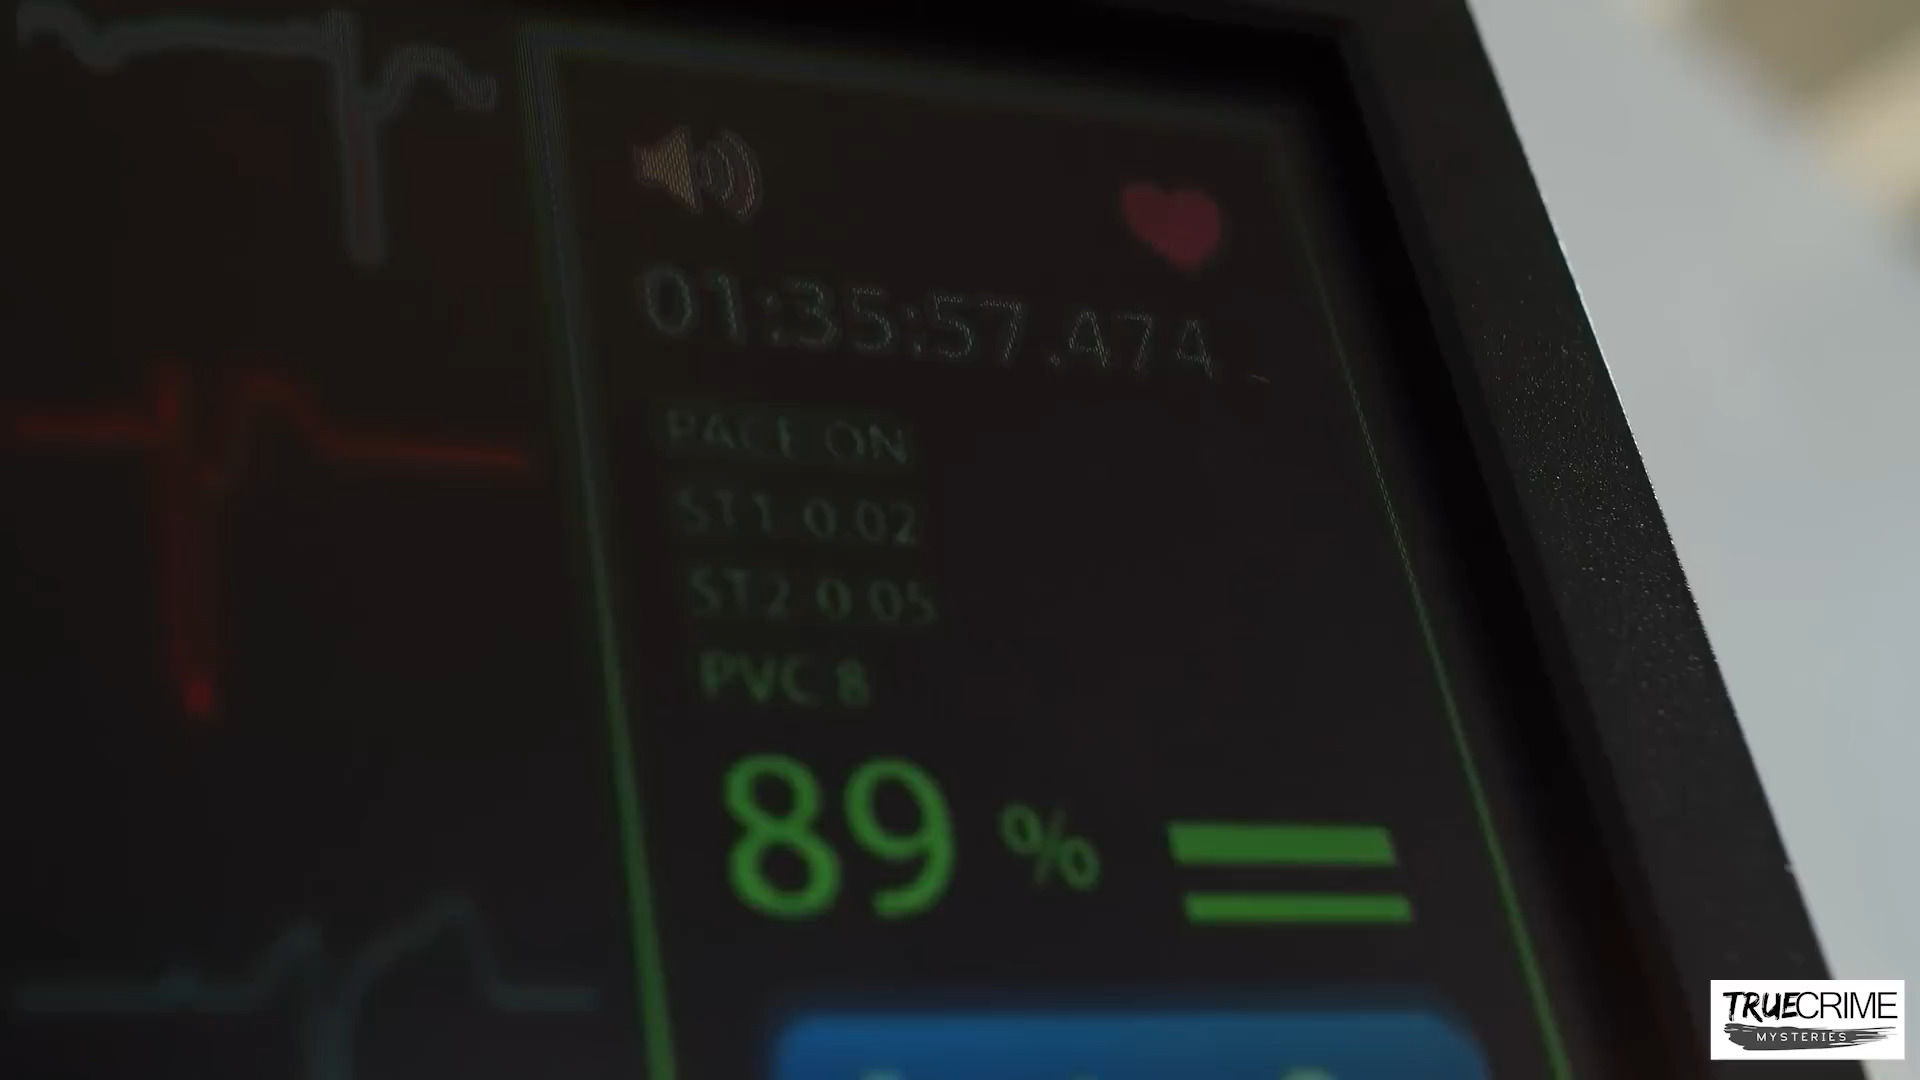 01:35:57.474
PACE ON
ST1 0.02
ST2 0.05
PVC 8
89 %
TRUECRIME
MYSTERIES